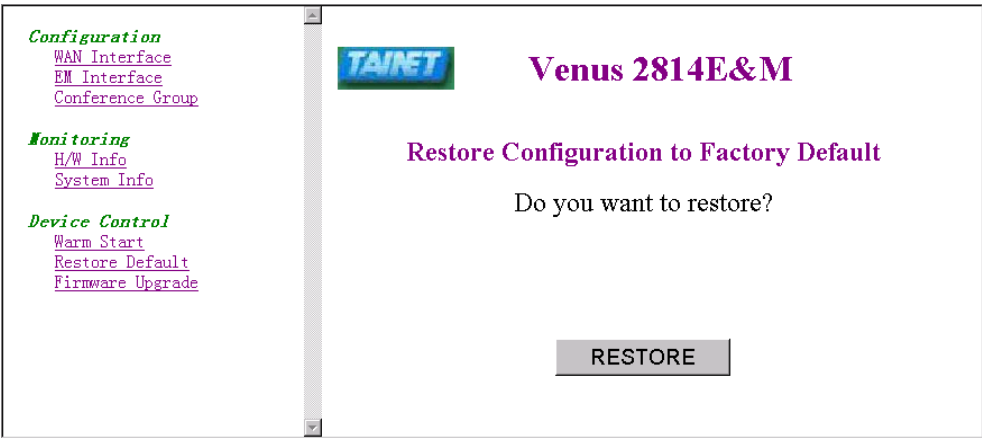 Configuration
WAN Interface
EM Interface
Conference Group
Monitoring
H/W Info
System Info
Device Control
Warm Start
Restore Default
Firmware Upgrade
TAINET
Venus 2814E&M
Restore Configuration to Factory Default
Do you want to restore?
RESTORE